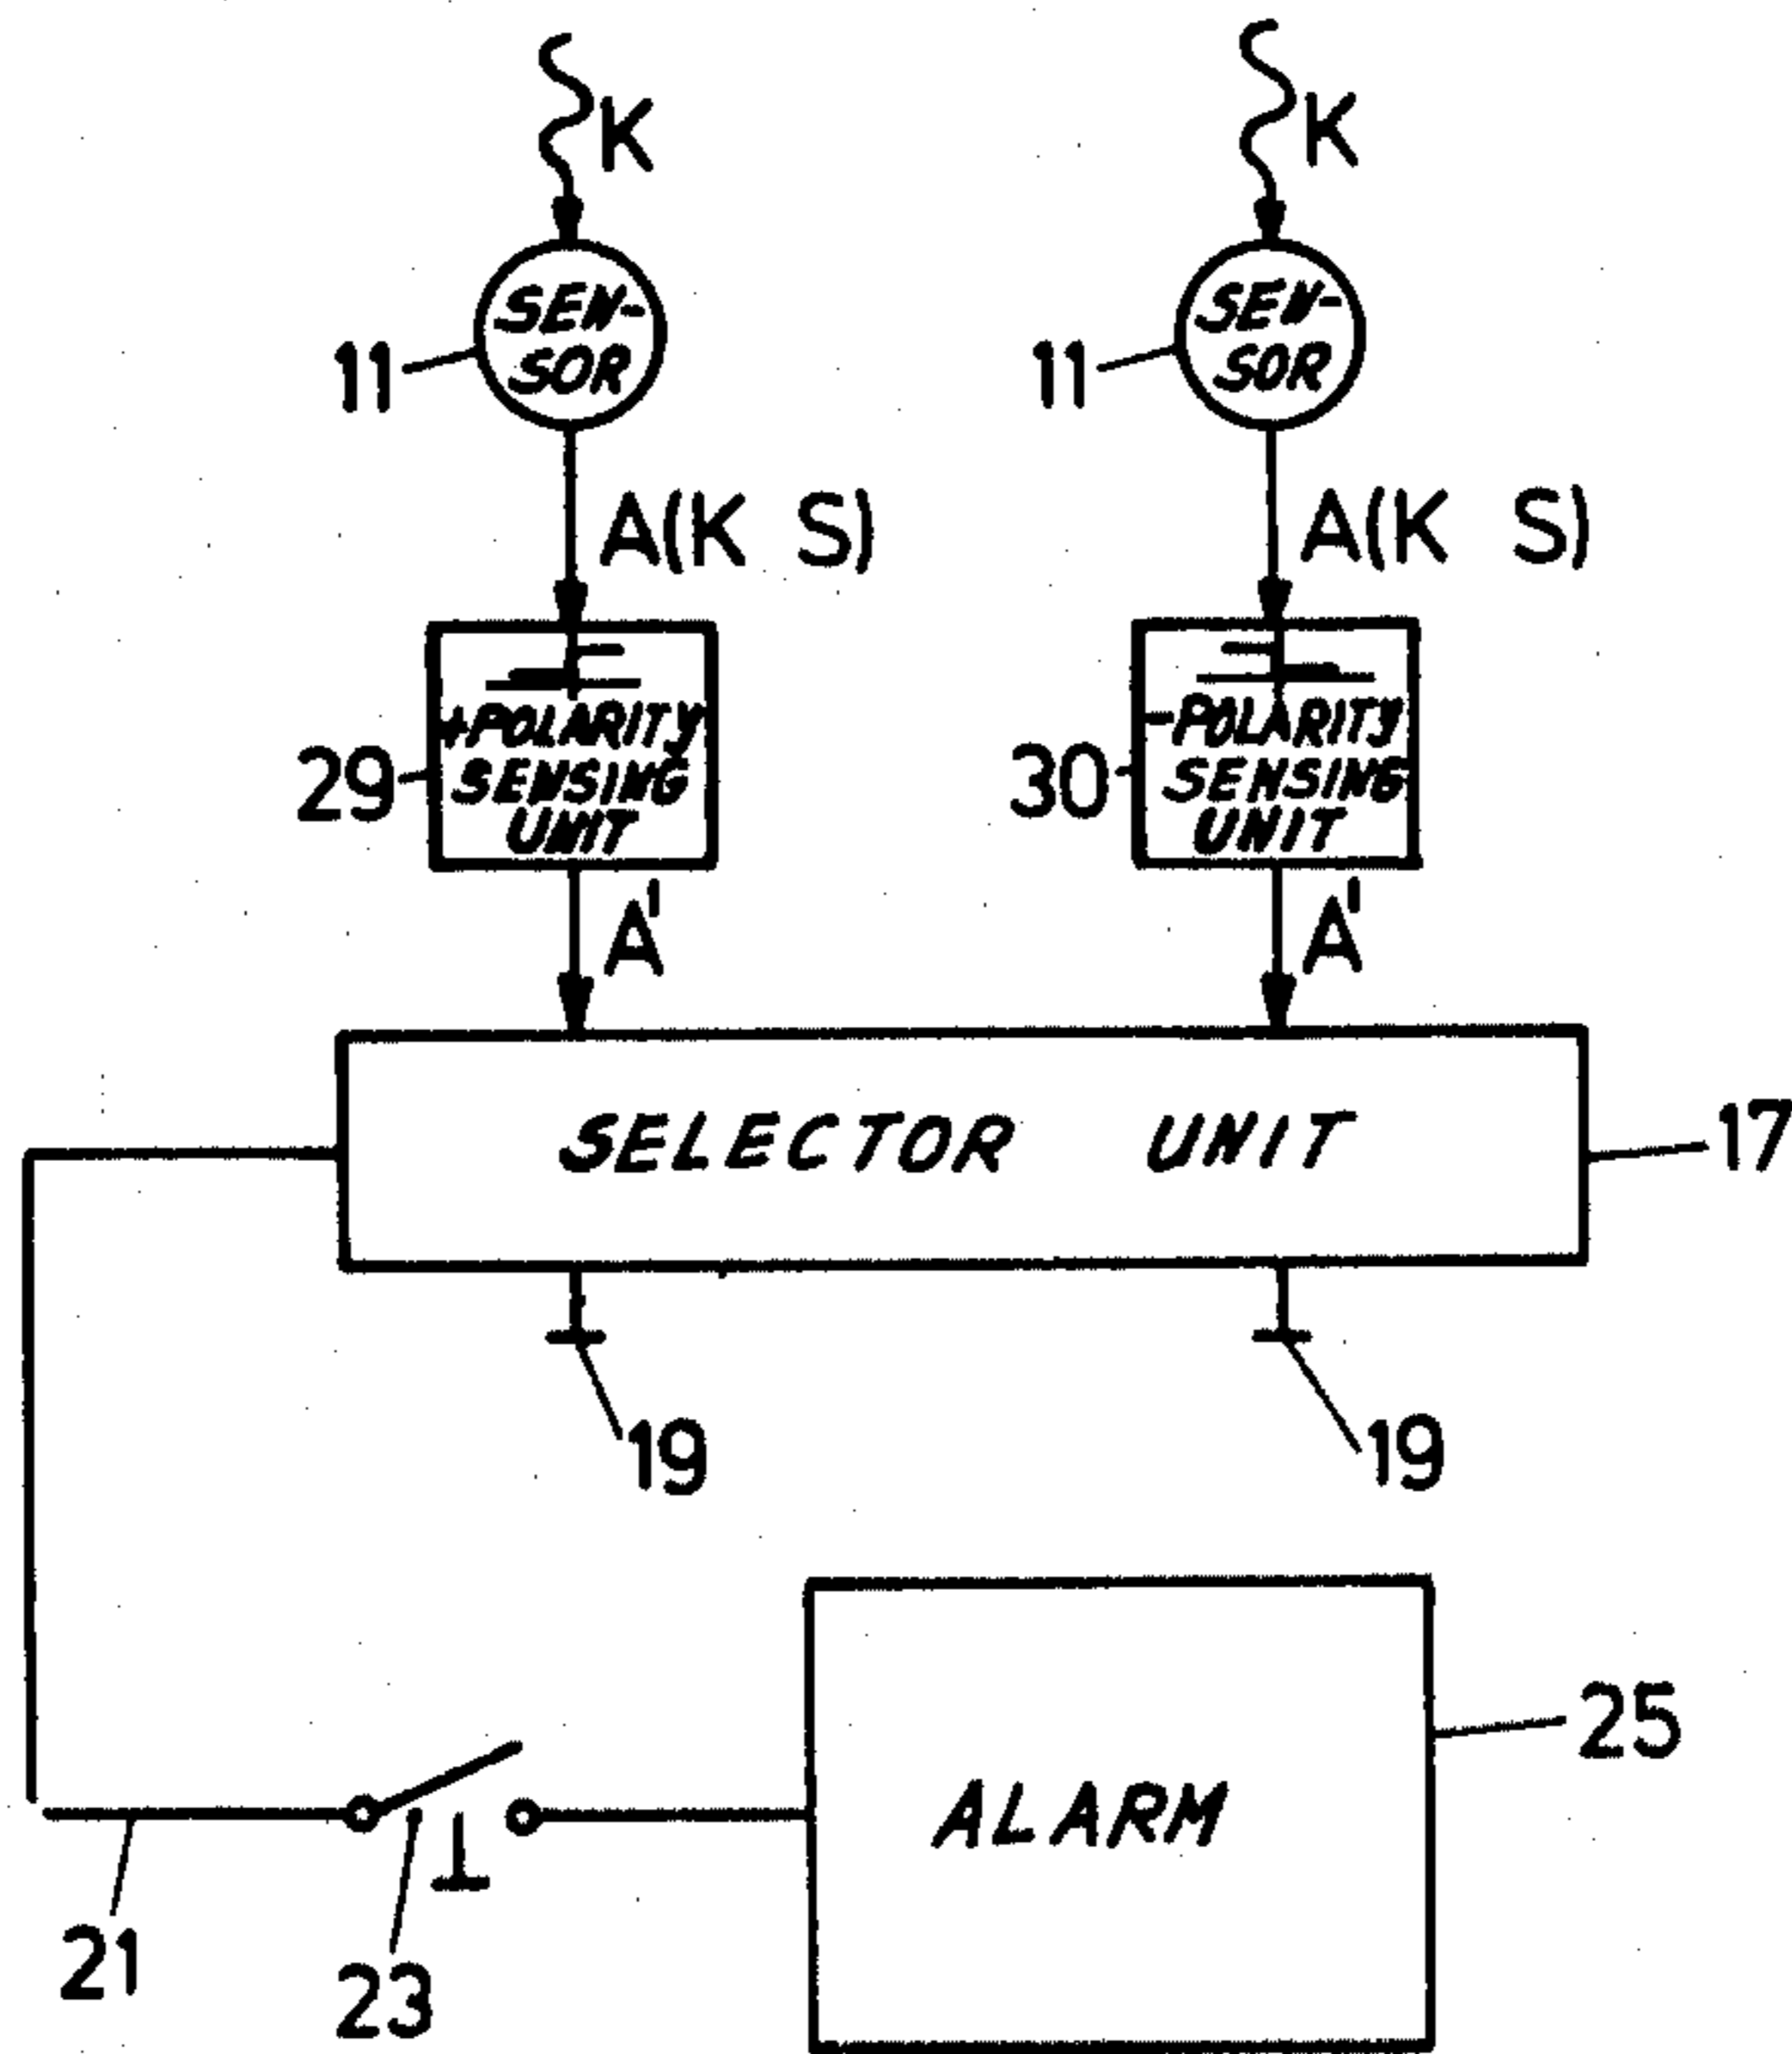 K K
SEN-
SOR
SEN-
SOR
11 11
A(K S) A(K S)
+POLARITY
SENSING
UNIT
-POLARITY
SENSING
UNIT
29 30
A' A'
SELECTOR UNIT
17
19 19
25
ALARM
21
23